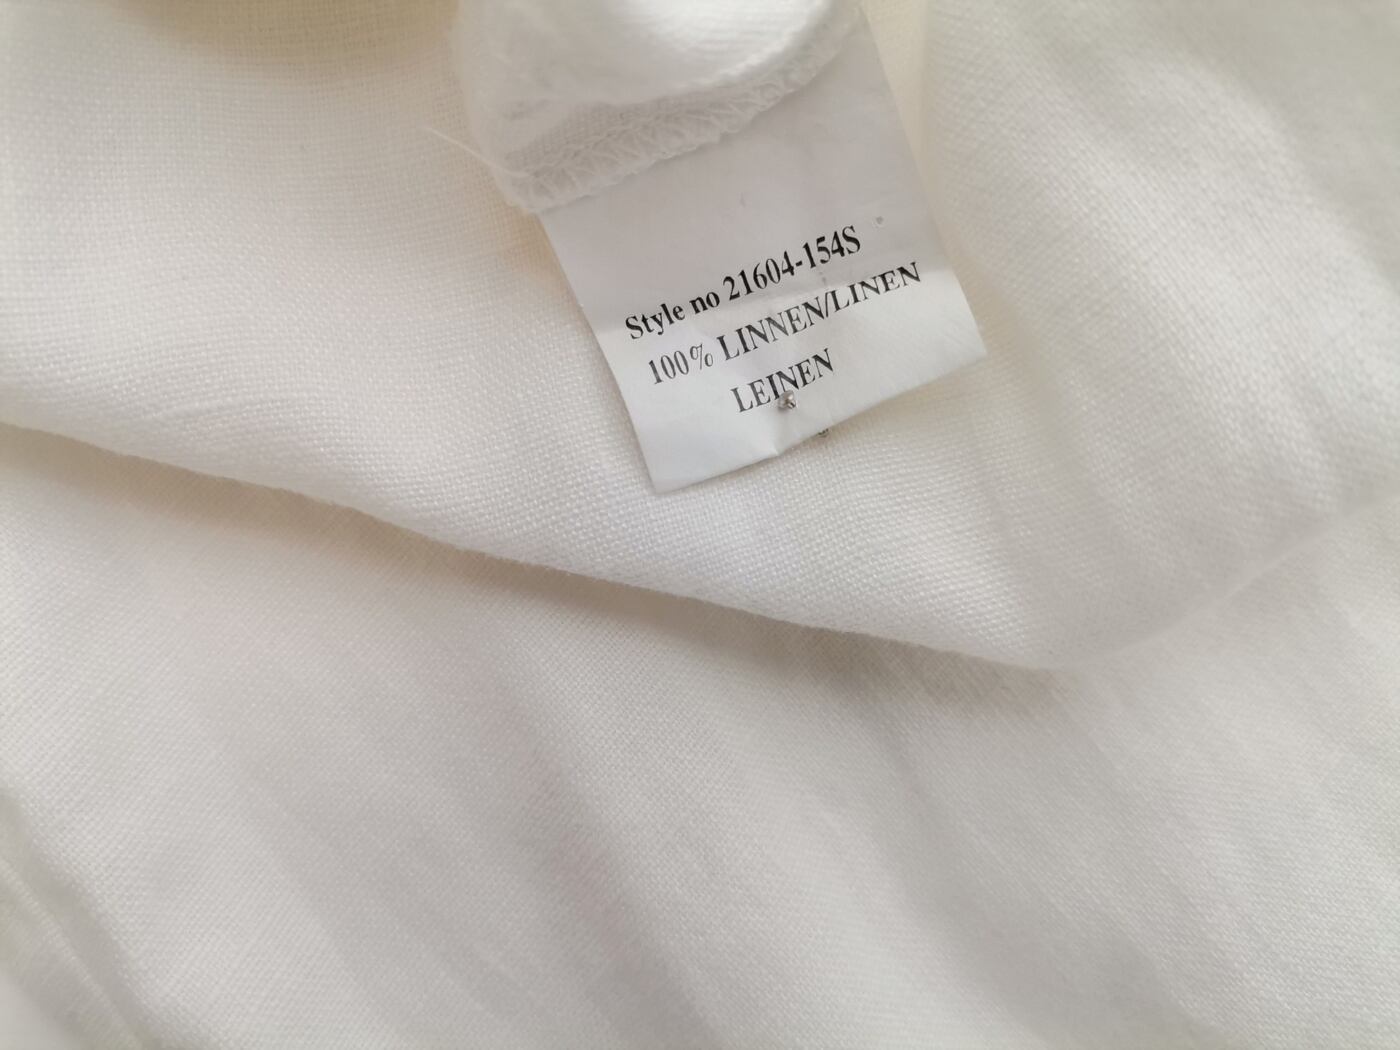 Style no 21604-154S
100% LINNEN/LINEN
LEINEN